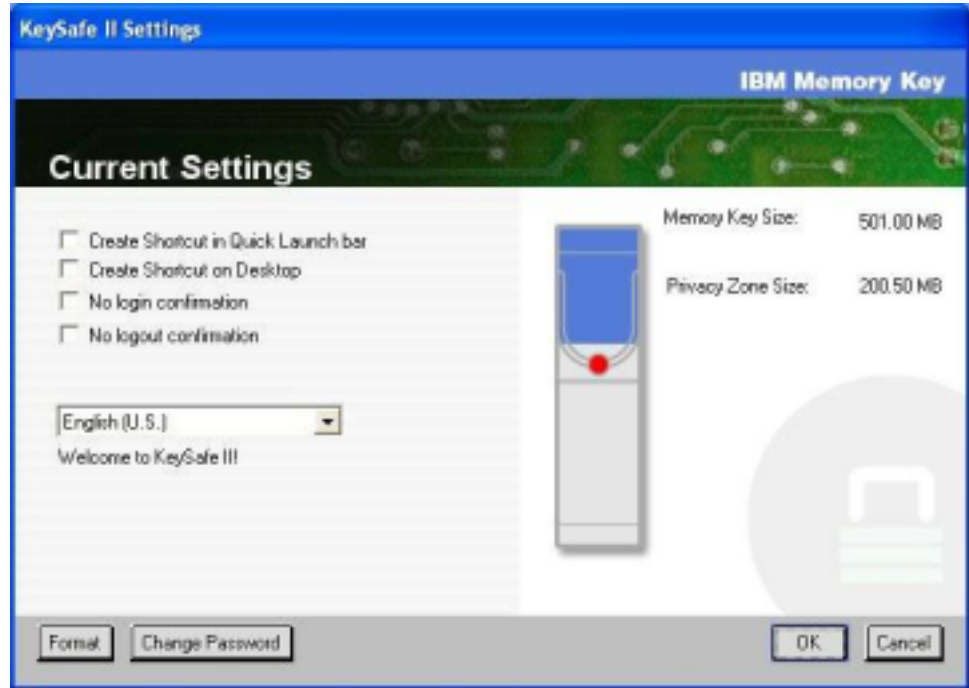 KeySafe II Settings
IBM Memory Key
Current Settings
Create Shortcut in Quick Launch bar
Create Shortcut on Desktop
No login confirmation
No logout confirmation
English (U.S.)
Welcome to KeySafe II!
Memory Key Size: 501.00 MB
Privacy Zone Size: 200.50 MB
Format
Change Password
OK
Cancel